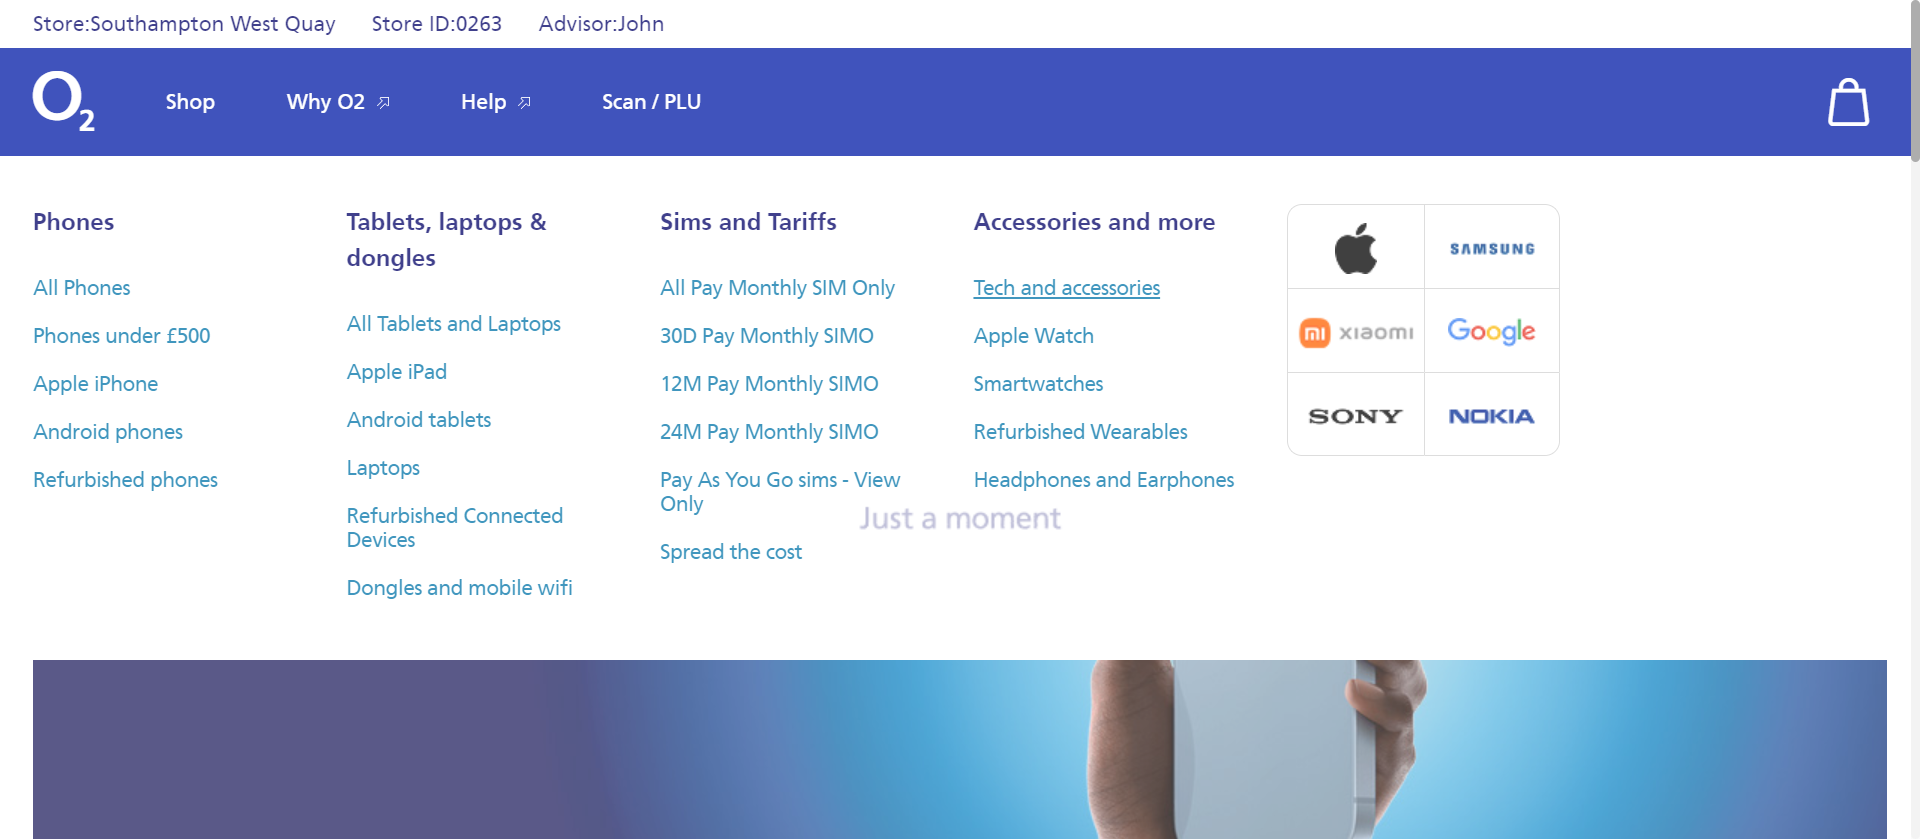 Store:Southampton West Quay Store ID:0263 Advisor:John
O2 Shop Why O2 Help Scan / PLU
Phones
All Phones
Phones under £500
Apple iPhone
Android phones
Refurbished phones
Tablets, laptops &
dongles
All Tablets and Laptops
Apple iPad
Android tablets
Laptops
Refurbished Connected
Devices
Dongles and mobile wifi
Sims and Tariffs
All Pay Monthly SIM Only
30D Pay Monthly SIMO
12M Pay Monthly SIMO
24M Pay Monthly SIMO
Pay As You Go sims - View
Only
Spread the cost
Accessories and more
Tech and accessories
Apple Watch
Smartwatches
Refurbished Wearables
Headphones and Earphones
SAMSUNG
mi xiaomi Google
SONY NOKIA
Just a moment